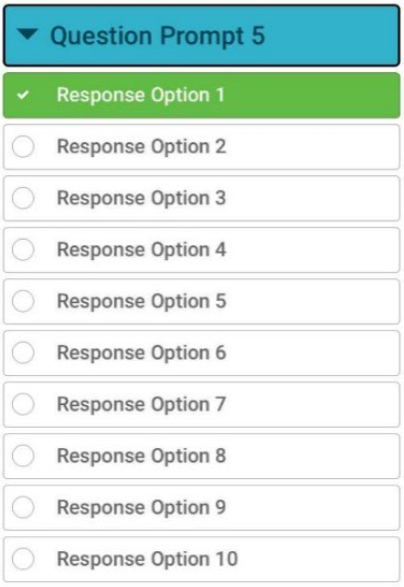 Question Prompt 5
Response Option 1
Response Option 2
Response Option 3
Response Option 4
Response Option 5
Response Option 6
Response Option 7
Response Option 8
Response Option 9
Response Option 10